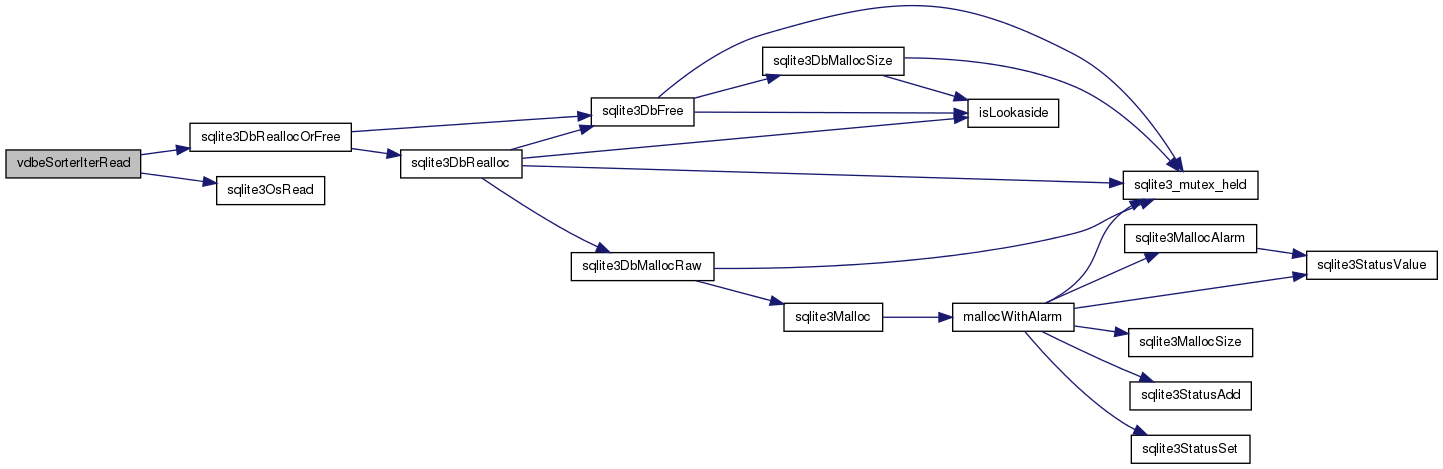 vdbeSorterIterRead
sqlite3DbReallocOrFree
sqlite3OsRead
sqlite3DbRealloc
sqlite3DbFree
sqlite3DbMallocRaw
sqlite3DbMallocSize
sqlite3Malloc
isLookaside
mallocWithAlarm
sqlite3_mutex_held
sqlite3MallocAlarm
sqlite3MallocSize
sqlite3StatusAdd
sqlite3StatusSet
sqlite3StatusValue